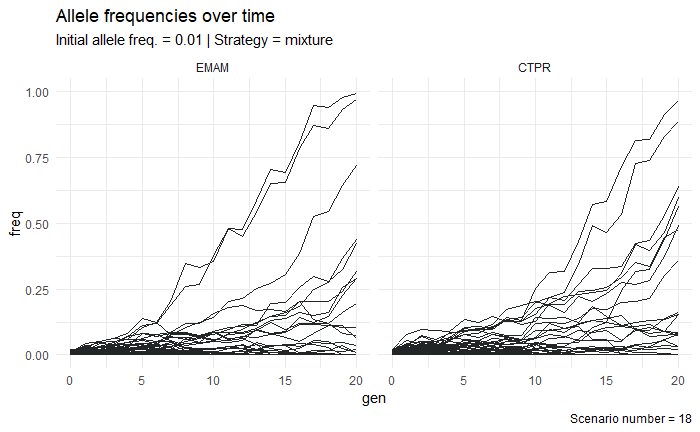 Allele frequencies over time
Initial allele freq. = 0.01 | Strategy = mixture
EMAM
CTPR
1.00
0.75
0.50
0.25
0.00
freq
0 5 10 15 20
0 5 10 15 20
gen
Scenario number = 18